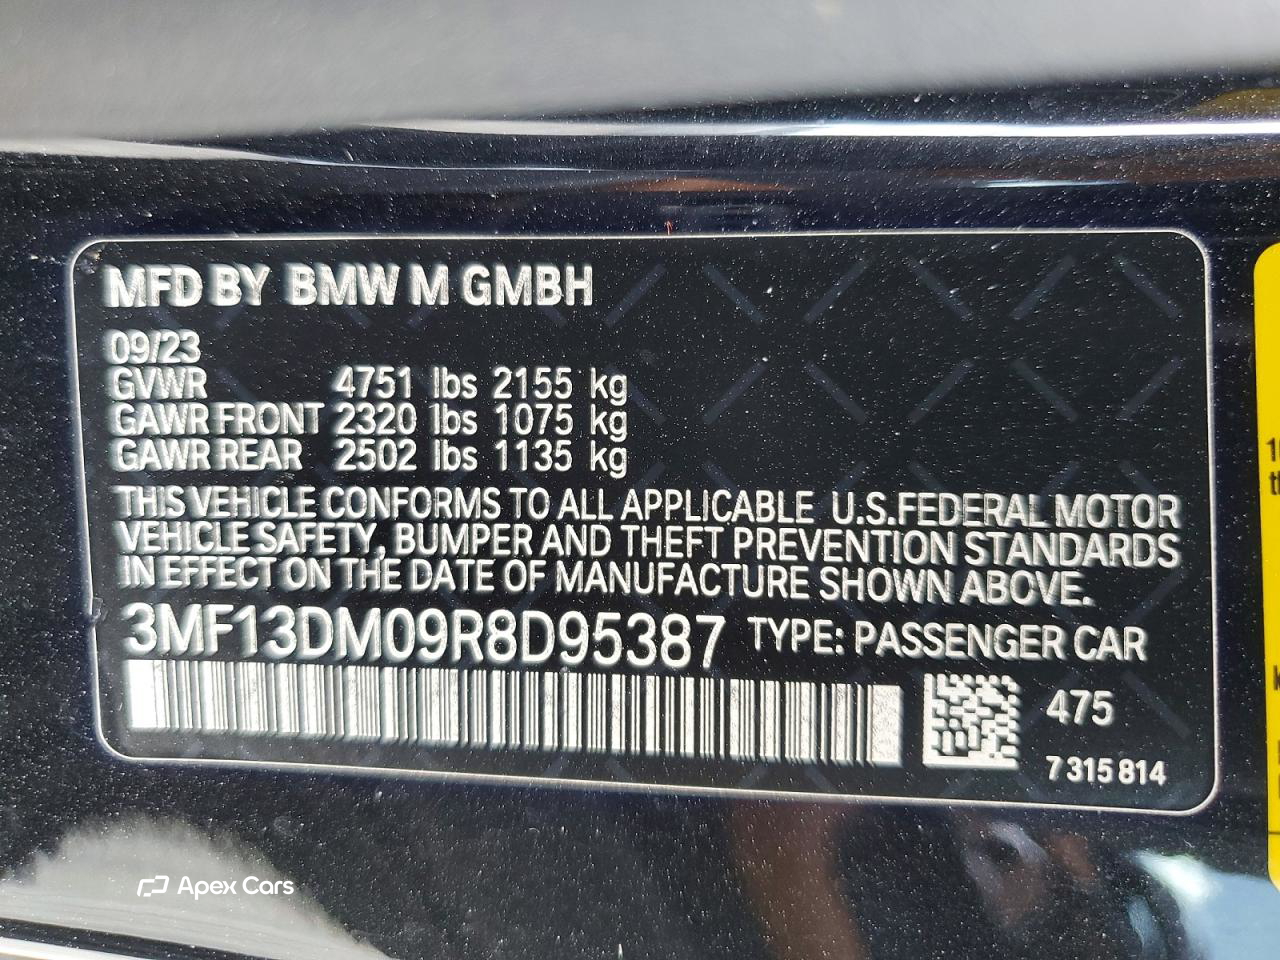 MFD BY BMW M GMBH
09/23
GVWR 4751 lbs 2155 kg
GAWR FRONT 2320 lbs 1075 kg
GAWR REAR 2502 lbs 1135 kg
THIS VEHICLE CONFORMS TO ALL APPLICABLE U.S.FEDERAL MOTOR
VEHICLE SAFETY, BUMPER AND THEFT PREVENTION STANDARDS
IN EFFECT ON THE DATE OF MANUFACTURE SHOWN ABOVE.
3MF13DM09R8D95387 TYPE: PASSENGER CAR
475
7 315 814
Apex Cars